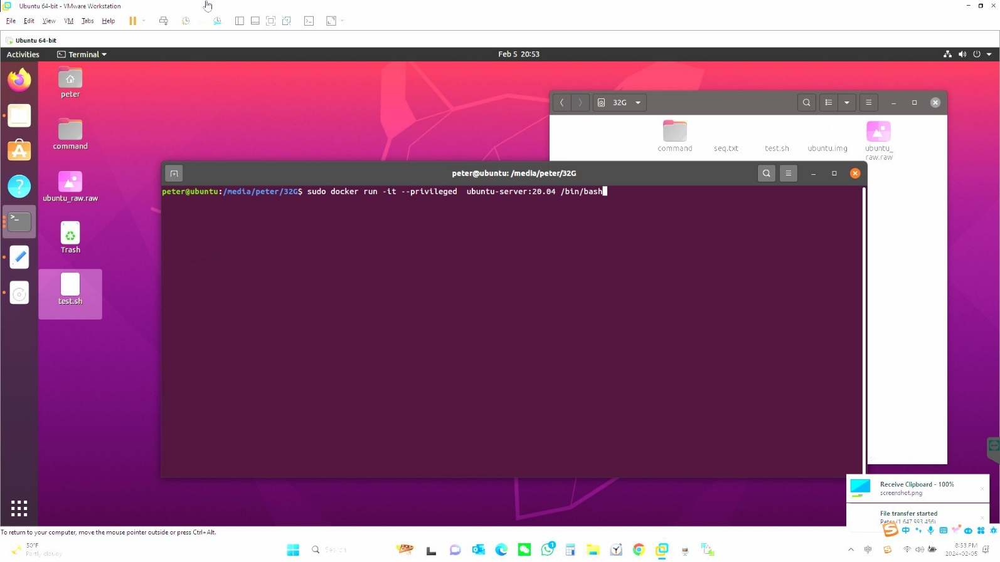 Ubuntu 64-bit - VMware Workstation
File Edit View VM Tabs Help
Ubuntu 64-bit
Activities Terminal Feb 5 20:53
peter
command
ubuntu_raw.raw
Trash
test.sh
32G
command seq.txt test.sh ubuntu.img ubuntu_
raw.raw
peter@ubuntu: /media/peter/32G
peter@ubuntu:/media/peter/32G$ sudo docker run -it --privileged  ubuntu-server:20.04 /bin/bash
Receive Clipboard - 100%
screenshot.png
File transfer started
Peter (1 647 993 456)
To return to your computer, move the mouse pointer outside or press Ctrl+Alt.
50°F
Partly cloudy
Search
中
中
8:53 PM
2024-02-05